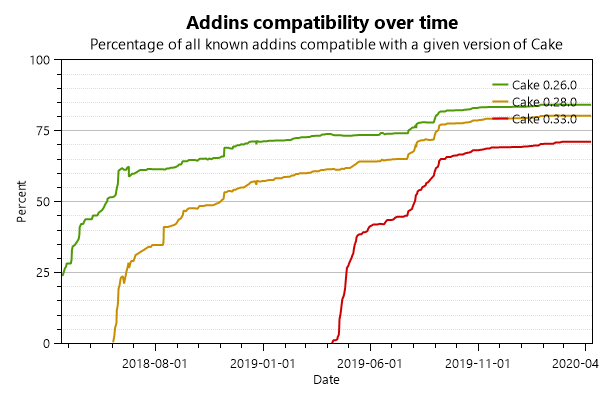 Addins compatibility over time
Percentage of all known addins compatible with a given version of Cake
100
75
50
25
0
Percent
Cake 0.26.0
Cake 0.28.0
Cake 0.33.0
2018-08-01
2019-01-01
2019-06-01
2019-11-01
2020-04
Date